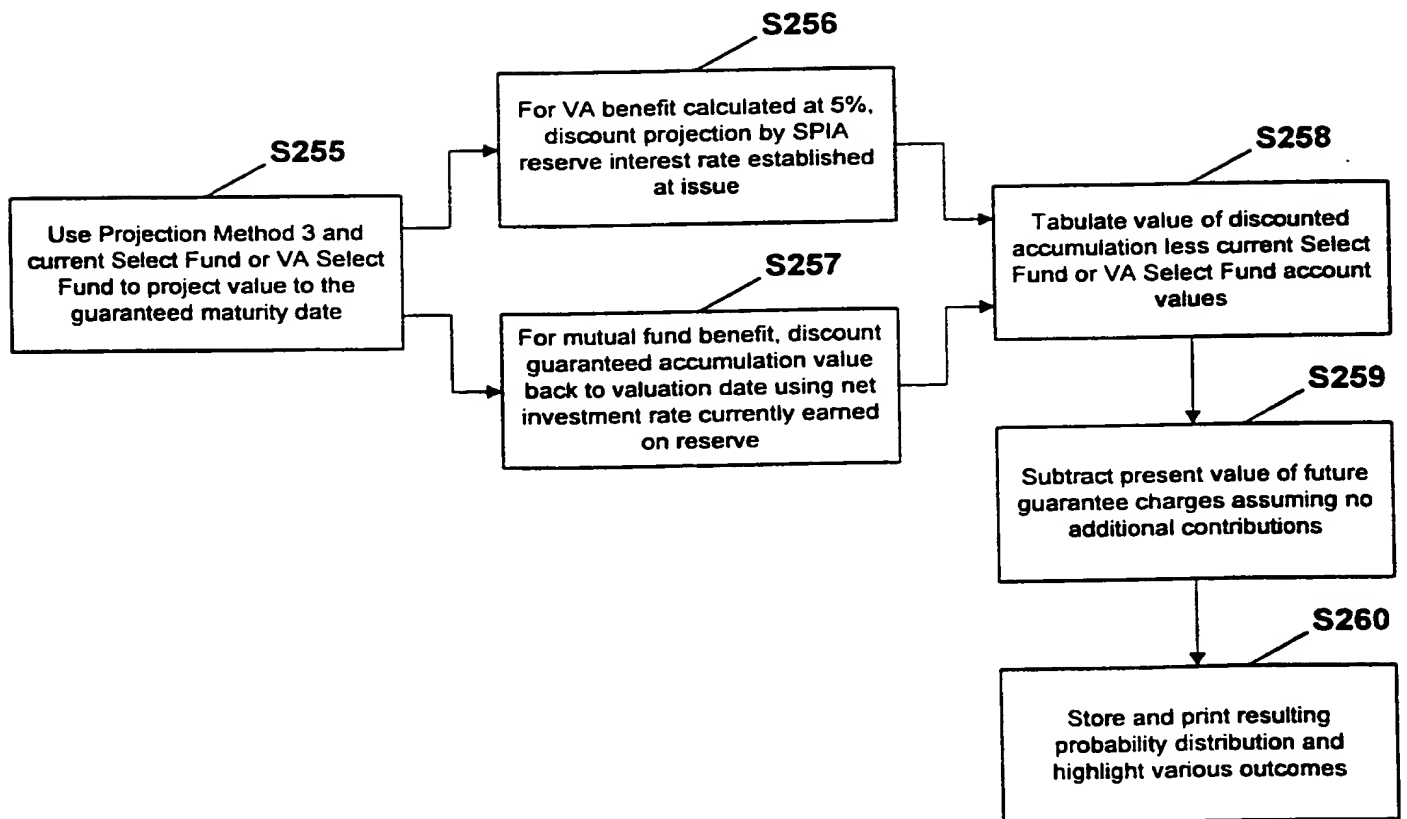 S255
Use Projection Method 3 and
current Select Fund or VA Select
Fund to project value to the
guaranteed maturity date
S256
For VA benefit calculated at 5%,
discount projection by SPIA
reserve interest rate established
at issue
S257
For mutual fund benefit, discount
guaranteed accumulation value
back to valuation date using net
investment rate currently earned
on reserve
S258
Tabulate value of discounted
accumulation less current Select
Fund or VA Select Fund account
values
S259
Subtract present value of future
guarantee charges assuming no
additional contributions
S260
Store and print resulting
probability distribution and
highlight various outcomes